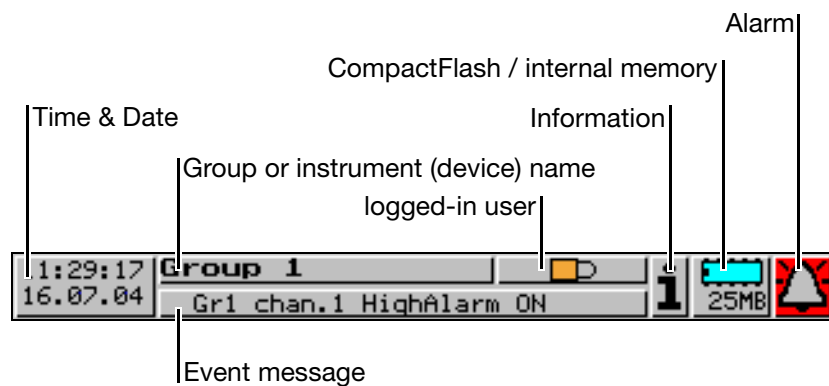 Alarm
CompactFlash / internal memory
Time & Date
Information
Group or instrument (device) name
logged-in user
11:29:17
Group 1
i
16.07.04
Gr1 chan.1 HighAlarm ON
25MB
Event message